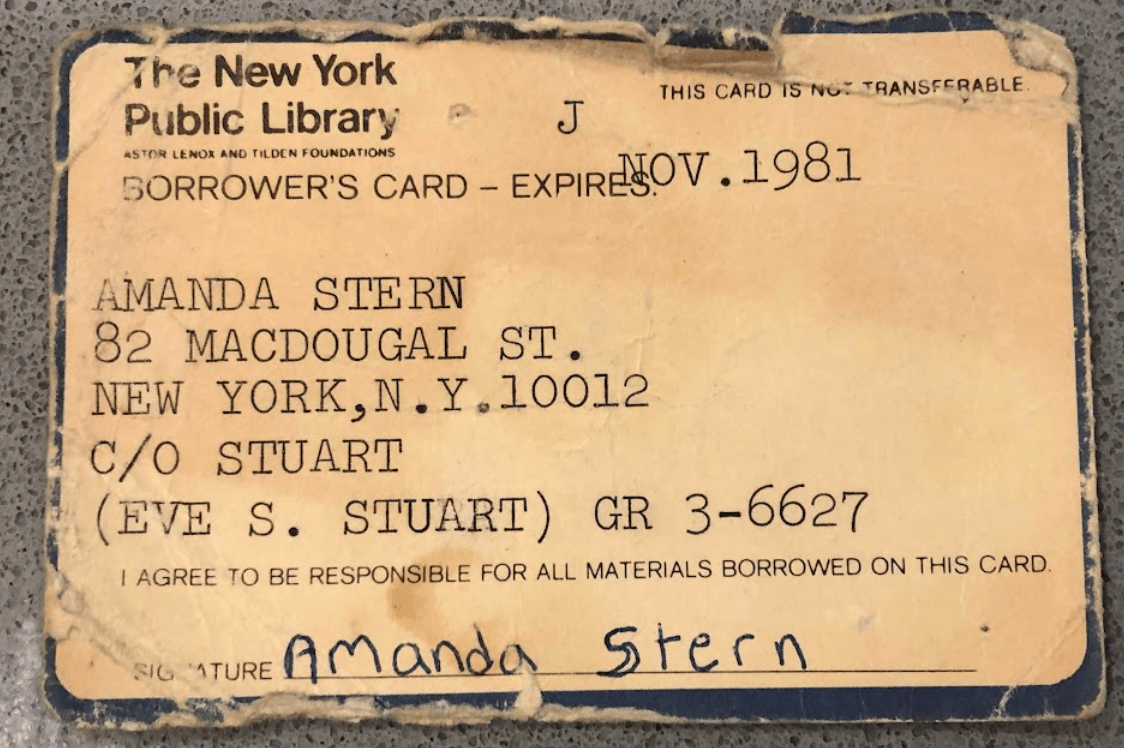 The New York
Public Library
ASTOR LENOX AND TILDEN FOUNDATIONS
J
THIS CARD IS NOT TRANSFERABLE.
BORROWER'S CARD – EXPIRES: NOV.1981
AMANDA STERN
82 MACDOUGAL ST.
NEW YORK,N.Y.10012
C/O STUART
(EVE S. STUART) GR 3-6627
I AGREE TO BE RESPONSIBLE FOR ALL MATERIALS BORROWED ON THIS CARD.
SIGNATURE Amanda Stern